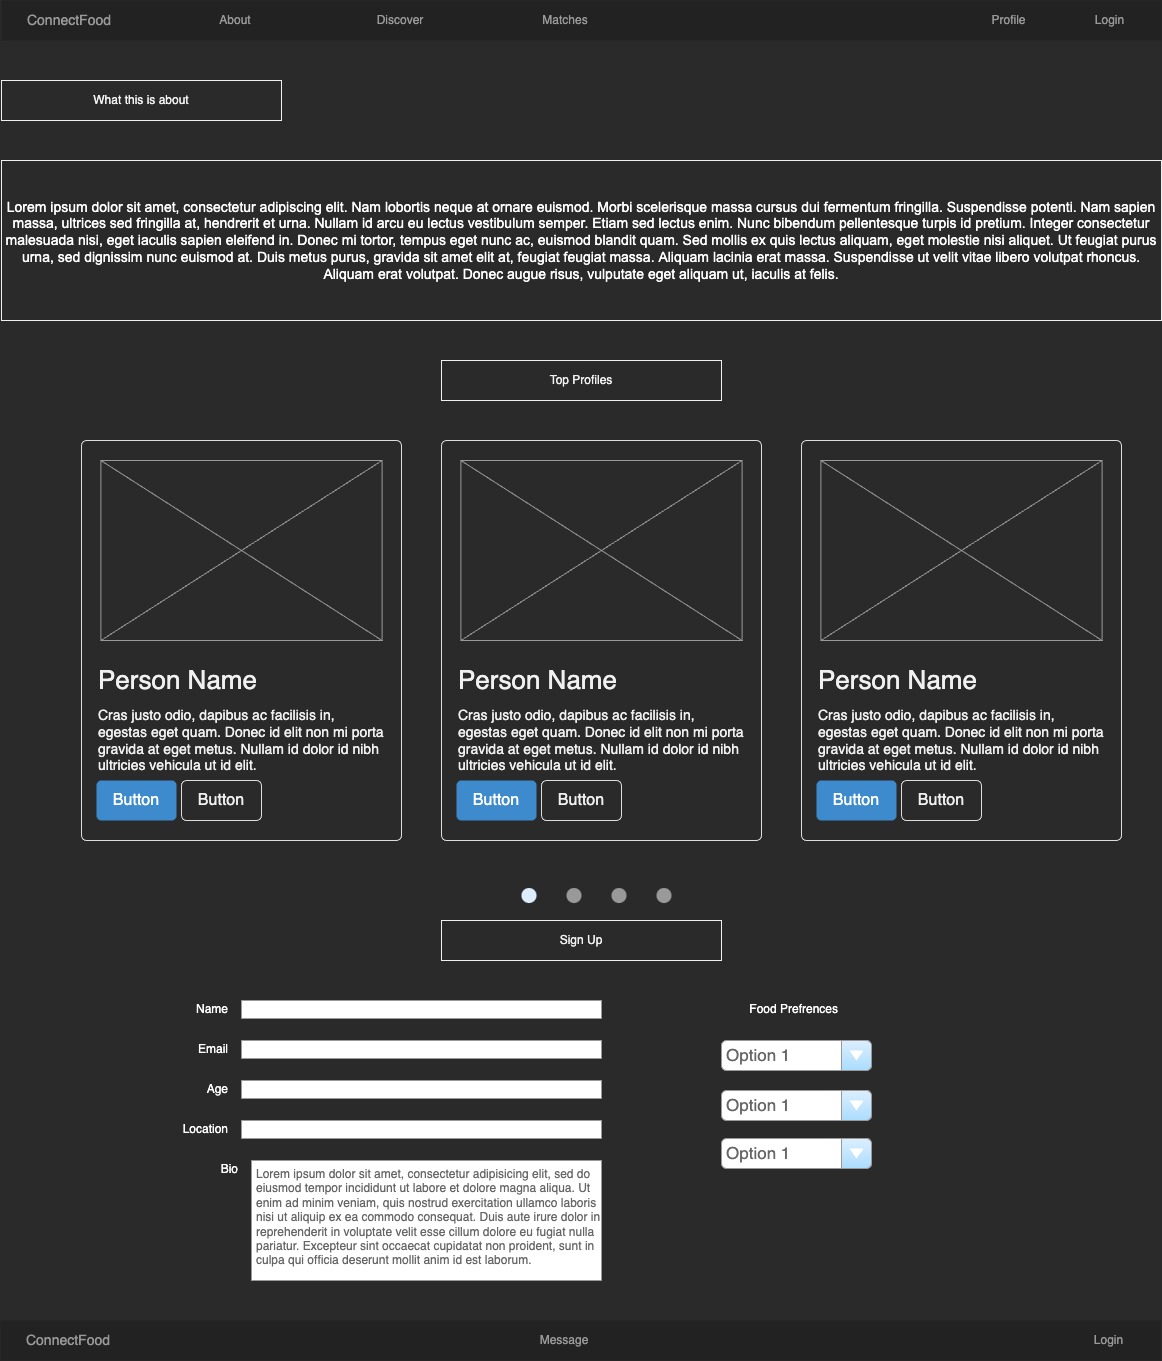 ConnectFood About Discover Matches Profile Login
What this is about
Lorem ipsum dolor sit amet, consectetur adipiscing elit. Nam lobortis neque at ornare euismod. Morbi scelerisque massa cursus dui fermentum fringilla. Suspendisse potenti. Nam sapien
massa, ultrices sed fringilla at, hendrerit et urna. Nullam id arcu eu lectus vestibulum semper. Etiam sed lectus enim. Nunc bibendum pellentesque turpis id pretium. Integer consectetur
malesuada nisi, eget iaculis sapien eleifend in. Donec mi tortor, tempus eget nunc ac, euismod blandit quam. Sed mollis ex quis lectus aliquam, eget molestie nisi aliquet. Ut feugiat purus
urna, sed dignissim nunc euismod at. Duis metus purus, gravida sit amet elit at, feugiat feugiat massa. Aliquam lacinia erat massa. Suspendisse ut velit vitae libero volutpat rhoncus.
Aliquam erat volutpat. Donec augue risus, vulputate eget aliquam ut, iaculis at felis.
Top Profiles
Person Name
Cras justo odio, dapibus ac facilisis in,
egestas eget quam. Donec id elit non mi porta
gravida at eget metus. Nullam id dolor id nibh
ultricies vehicula ut id elit.
Button Button
Person Name
Cras justo odio, dapibus ac facilisis in,
egestas eget quam. Donec id elit non mi porta
gravida at eget metus. Nullam id dolor id nibh
ultricies vehicula ut id elit.
Button Button
Person Name
Cras justo odio, dapibus ac facilisis in,
egestas eget quam. Donec id elit non mi porta
gravida at eget metus. Nullam id dolor id nibh
ultricies vehicula ut id elit.
Button Button
Sign Up
Name
Email
Age
Location
Bio
Lorem ipsum dolor sit amet, consectetur adipisicing elit, sed do
eiusmod tempor incididunt ut labore et dolore magna aliqua. Ut
enim ad minim veniam, quis nostrud exercitation ullamco laboris
nisi ut aliquip ex ea commodo consequat. Duis aute irure dolor in
reprehenderit in voluptate velit esse cillum dolore eu fugiat nulla
pariatur. Excepteur sint occaecat cupidatat non proident, sunt in
culpa qui officia deserunt mollit anim id est laborum.
Food Prefrences
Option 1
Option 1
Option 1
ConnectFood Message Login